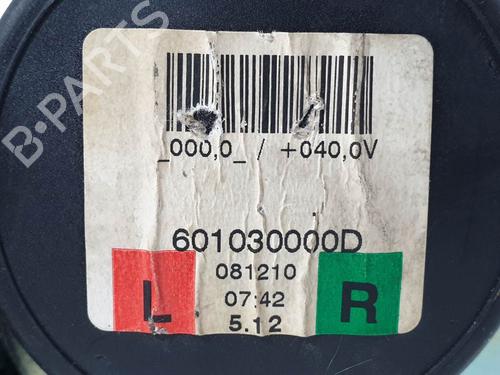 B-PARTS
_000,0_ / +040,0V
601030000D
081210
L
07:42
R
5.12